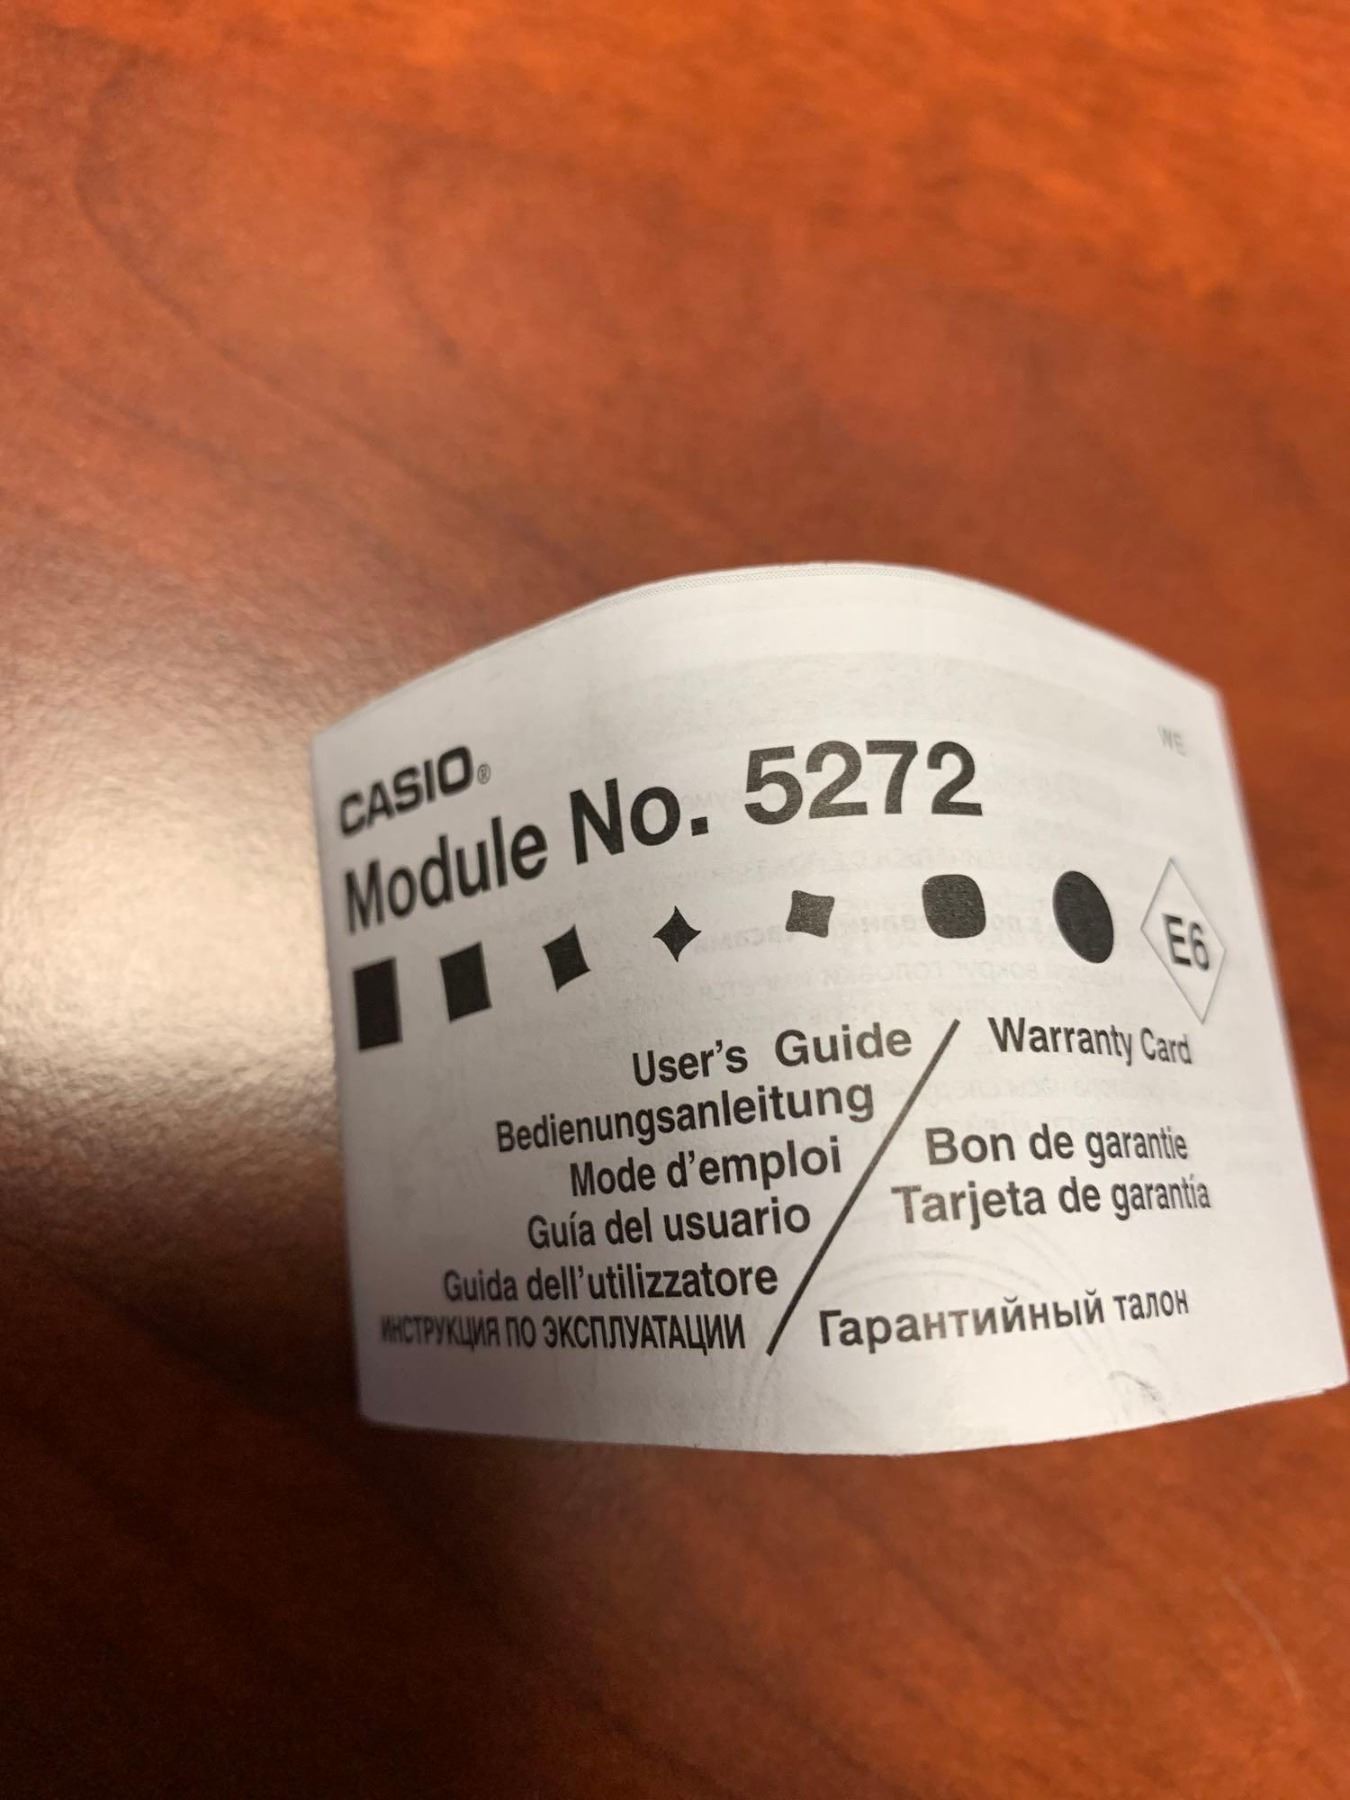 WE
CASIO®
Module No. 5272
E6
User's Guide / Warranty Card
Bedienungsanleitung
Mode d'emploi / Bon de garantie
Guía del usuario / Tarjeta de garantía
Guida dell'utilizzatore
ИНСТРУКЦИЯ ПО ЭКСПЛУАТАЦИИ / Гарантийный талон